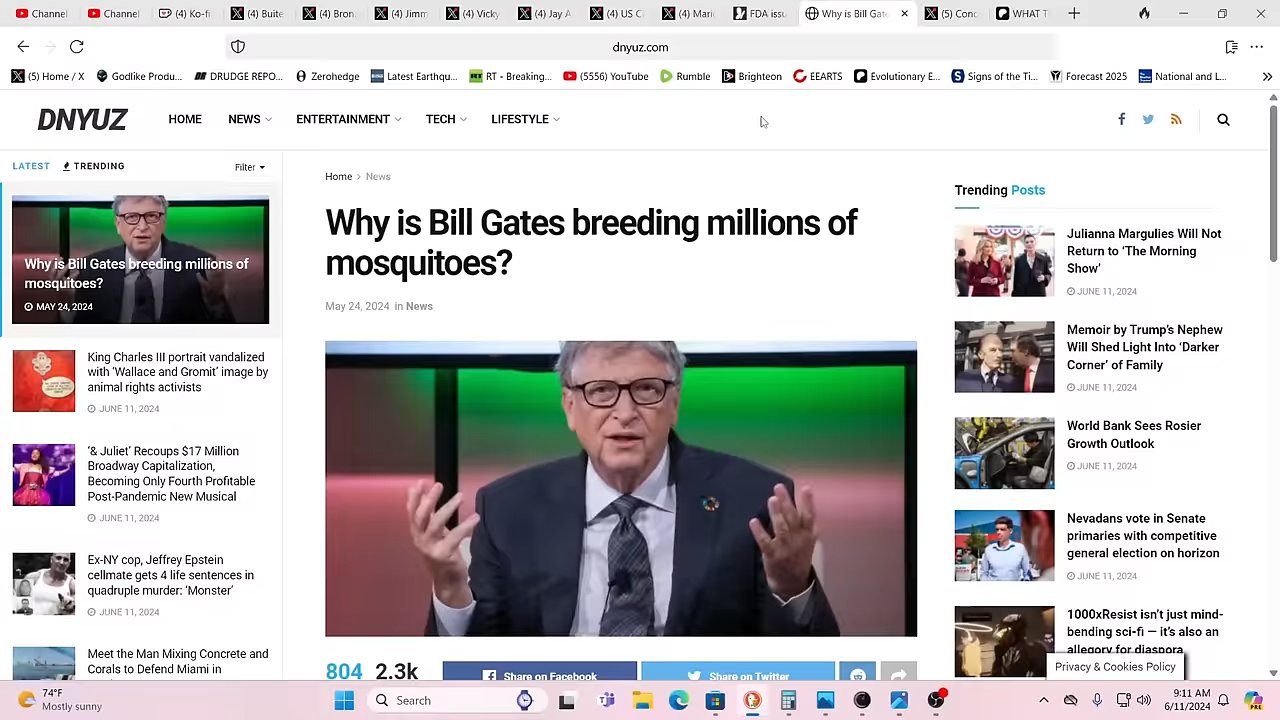 Channel
Channel
(4) Ko-fi
(4) Buite
(4) Bron
(4) Jimm
(4) Vicky
(4) Jay A
(4) US C
(4) Mari
FDA issu
Why is Bill Gate
(5) Conc
WHAT T
dnyuz.com
(5) Home / X
Godlike Produ...
DRUDGE RPO...
Zerohedge
Latest Earthqu...
RT - Breaking...
(5556) YouTube
Rumble
Brighteon
EEARTS
Evolutionary E...
Signs of the Ti...
Forecast 2025
National and L...
DNYUZ
HOME
NEWS
ENTERTAINMENT
TECH
LIFESTYLE
LATEST
TRENDING
Filter
Why is Bill Gates breeding millions of
mosquitoes?
MAY 24, 2024
King Charles III portrait vandalized
with ‘Wallace and Gromit’ image by
animal rights activists
JUNE 11, 2024
‘& Juliet’ Recoups $17 Million
Broadway Capitalization,
Becoming Only Fourth Profitable
Post-Pandemic New Musical
JUNE 11, 2024
Ex-NY cop, Jeffrey Epstein
cellmate gets 4 life sentences in
quadruple murder: ‘Monster’
JUNE 11, 2024
Meet the Man Mixing Concrete and
Corals to Defend Miami in
Home > News
Why is Bill Gates breeding millions of
mosquitoes?
May 24, 2024 in News
804 2.3k
Share on Facebook
Share on Twitter
Trending Posts
Julianna Margulies Will Not
Return to ‘The Morning
Show’
JUNE 11, 2024
Memoir by Trump’s Nephew
Will Shed Light Into ‘Darker
Corner’ of Family
JUNE 11, 2024
World Bank Sees Rosier
Growth Outlook
JUNE 11, 2024
Nevadans vote in Senate
primaries with competitive
general election on horizon
JUNE 11, 2024
1000xResist isn’t just mind-
bending sci-fi — it’s also an
allegory for diaspora
Privacy & Cookies Policy
74°F
Mostly sunny
Search
9:11 AM
6/11/2024